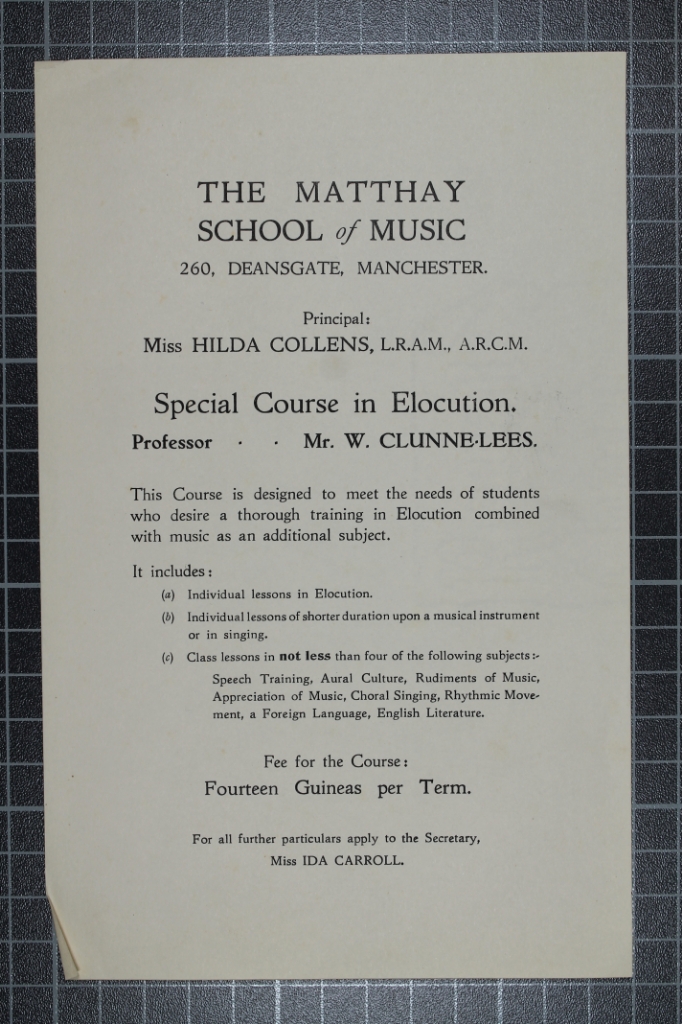 THE MATTHAY
SCHOOL of MUSIC
260, DEANSGATE, MANCHESTER.
Principal:
Miss HILDA COLLENS, L.R.A.M., A.R.C.M.
Special Course in Elocution.
Professor · · Mr. W. CLUNNE-LEES.
This Course is designed to meet the needs of students
who desire a thorough training in Elocution combined
with music as an additional subject.
It includes:
(a) Individual lessons in Elocution.
(b) Individual lessons of shorter duration upon a musical instrument
or in singing.
(c) Class lessons in not less than four of the following subjects:-
Speech Training, Aural Culture, Rudiments of Music,
Appreciation of Music, Choral Singing, Rhythmic Move-
ment, a Foreign Language, English Literature.
Fee for the Course:
Fourteen Guineas per Term.
For all further particulars apply to the Secretary,
Miss IDA CARROLL.